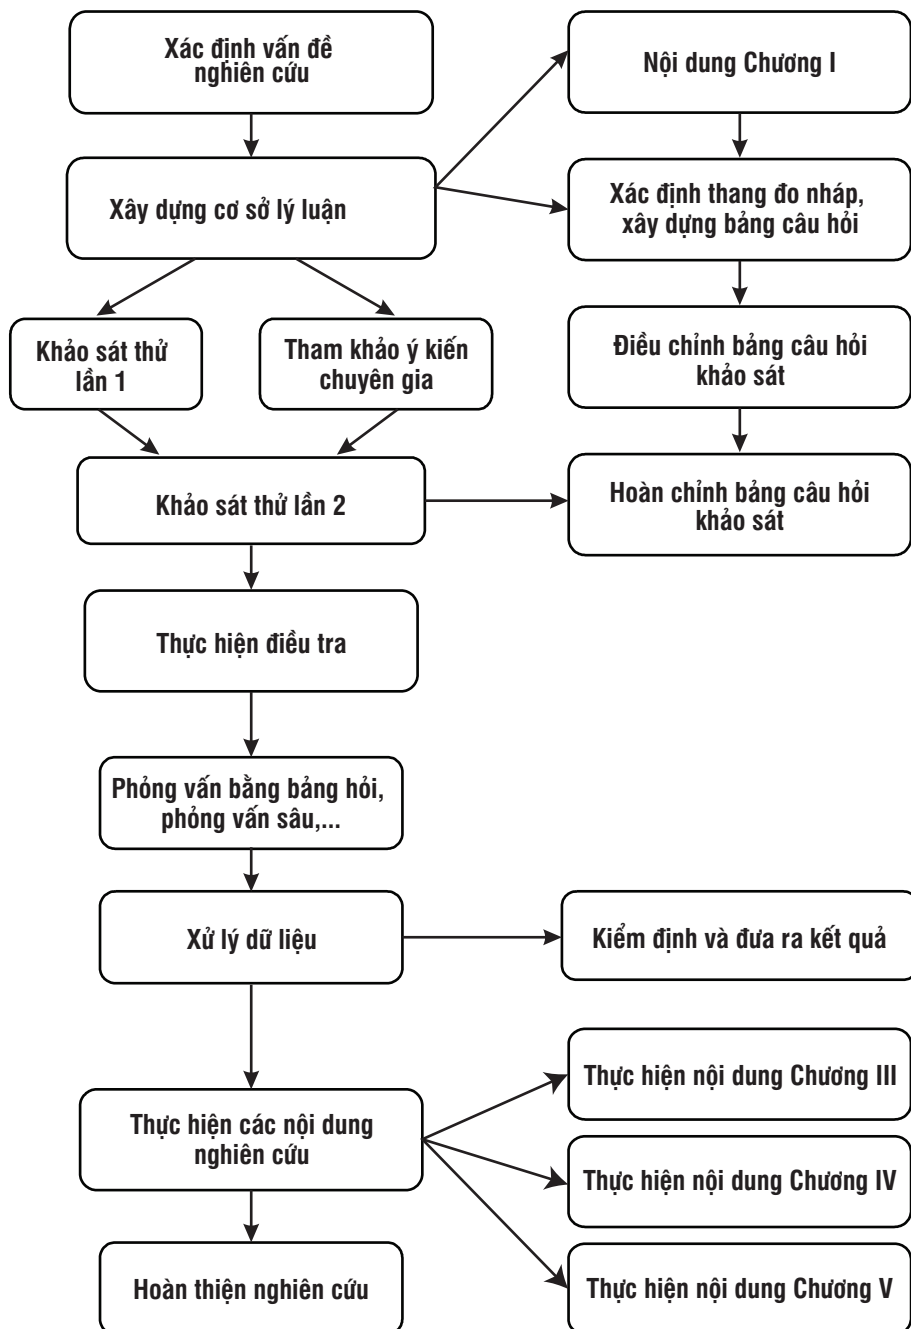 Xác định vấn đề
nghiên cứu
Nội dung Chương I
Xây dựng cơ sở lý luận
Xác định thang đo nháp,
xây dựng bảng câu hỏi
Khảo sát thử
lần 1
Tham khảo ý kiến
chuyên gia
Điều chỉnh bảng câu hỏi
khảo sát
Khảo sát thử lần 2
Hoàn chỉnh bảng câu hỏi
khảo sát
Thực hiện điều tra
Phỏng vấn bằng bảng hỏi,
phỏng vấn sâu,...
Xử lý dữ liệu
Kiểm định và đưa ra kết quả
Thực hiện các nội dung
nghiên cứu
Thực hiện nội dung Chương III
Thực hiện nội dung Chương IV
Thực hiện nội dung Chương V
Hoàn thiện nghiên cứu